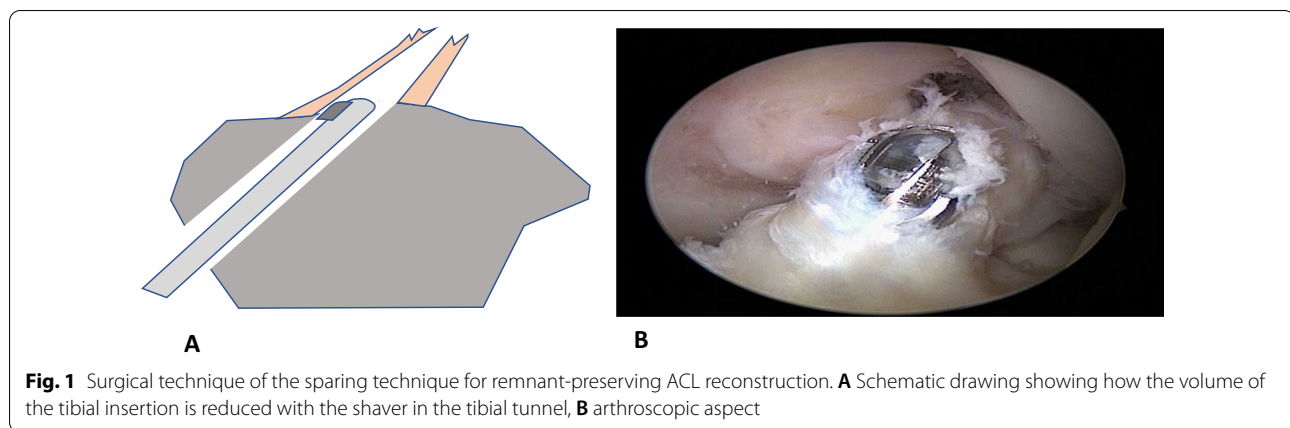 A
B
Fig. 1 Surgical technique of the sparing technique for remnant-preserving ACL reconstruction. A Schematic drawing showing how the volume of
the tibial insertion is reduced with the shaver in the tibial tunnel, B arthroscopic aspect